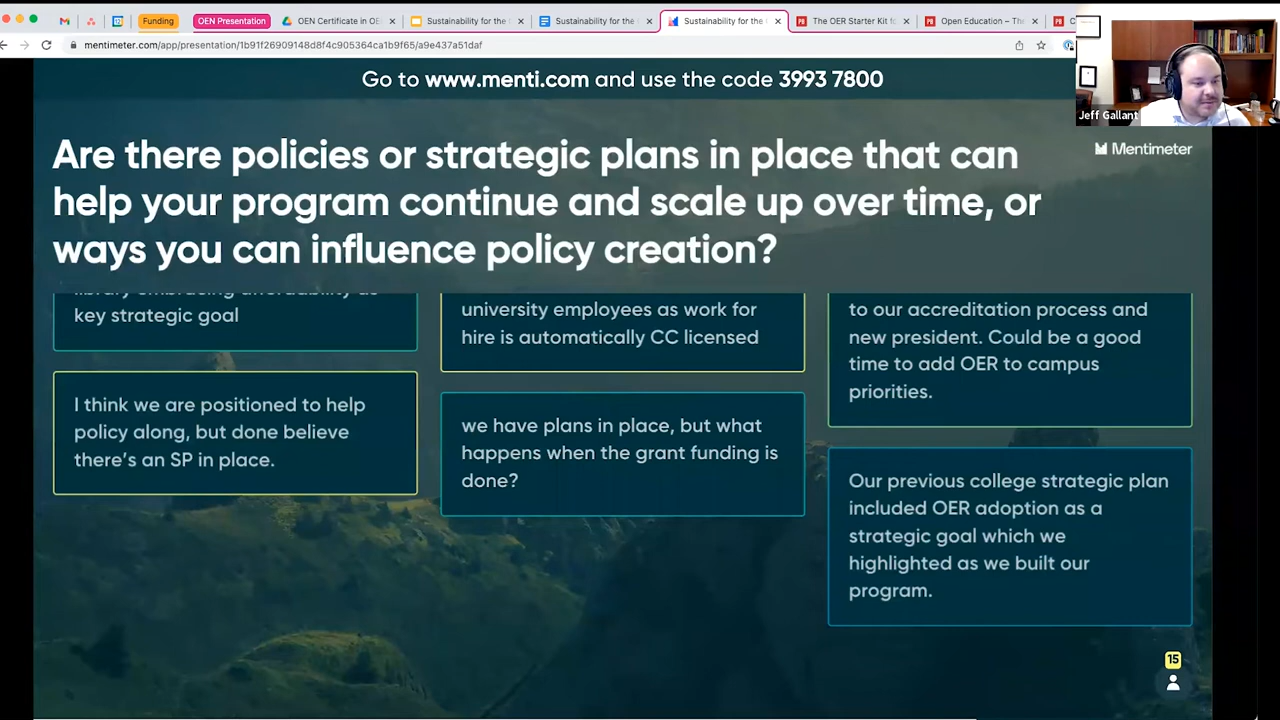 Funding
OEN Presentation
OEN Certificate in OE
Sustainability for the
Sustainability for the
Sustainability for the
The OER Starter Kit fo
Open Education – The
mentimeter.com/app/presentation/1b91f26909148d8f4c905364ca1b9f65/a9e437a51daf
Go to www.menti.com and use the code 3993 7800
Jeff Gallant
Mentimeter
Are there policies or strategic plans in place that can
help your program continue and scale up over time, or
ways you can influence policy creation?
library embracing affordability as
key strategic goal
I think we are positioned to help
policy along, but done believe
there's an SP in place.
university employees as work for
hire is automatically CC licensed
we have plans in place, but what
happens when the grant funding is
done?
to our accreditation process and
new president. Could be a good
time to add OER to campus
priorities.
Our previous college strategic plan
included OER adoption as a
strategic goal which we
highlighted as we built our
program.
15